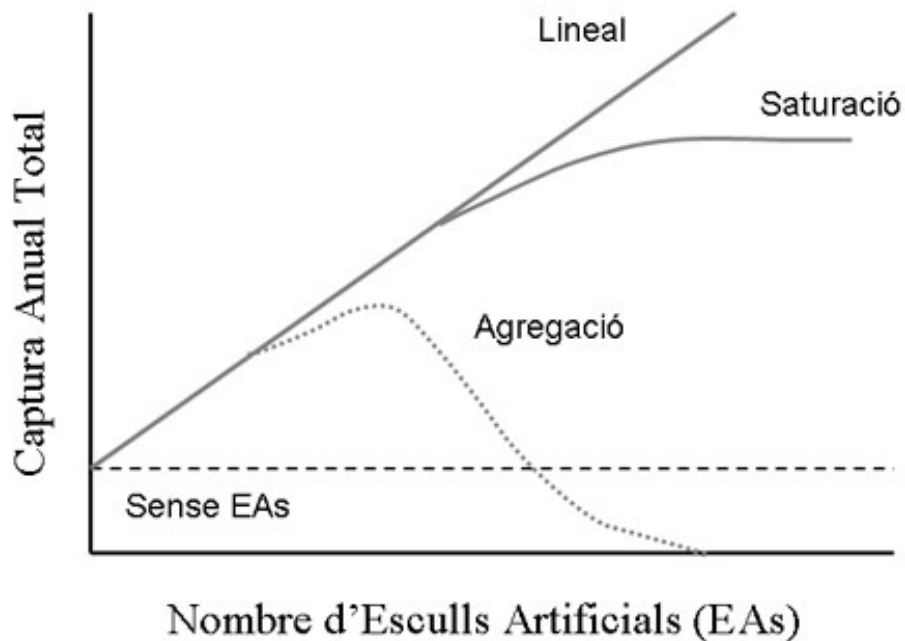 Lineal
Saturació
Agregació
Sense EAs
Captura Anual Total
Nombre d'Esculls Artificials (EAs)